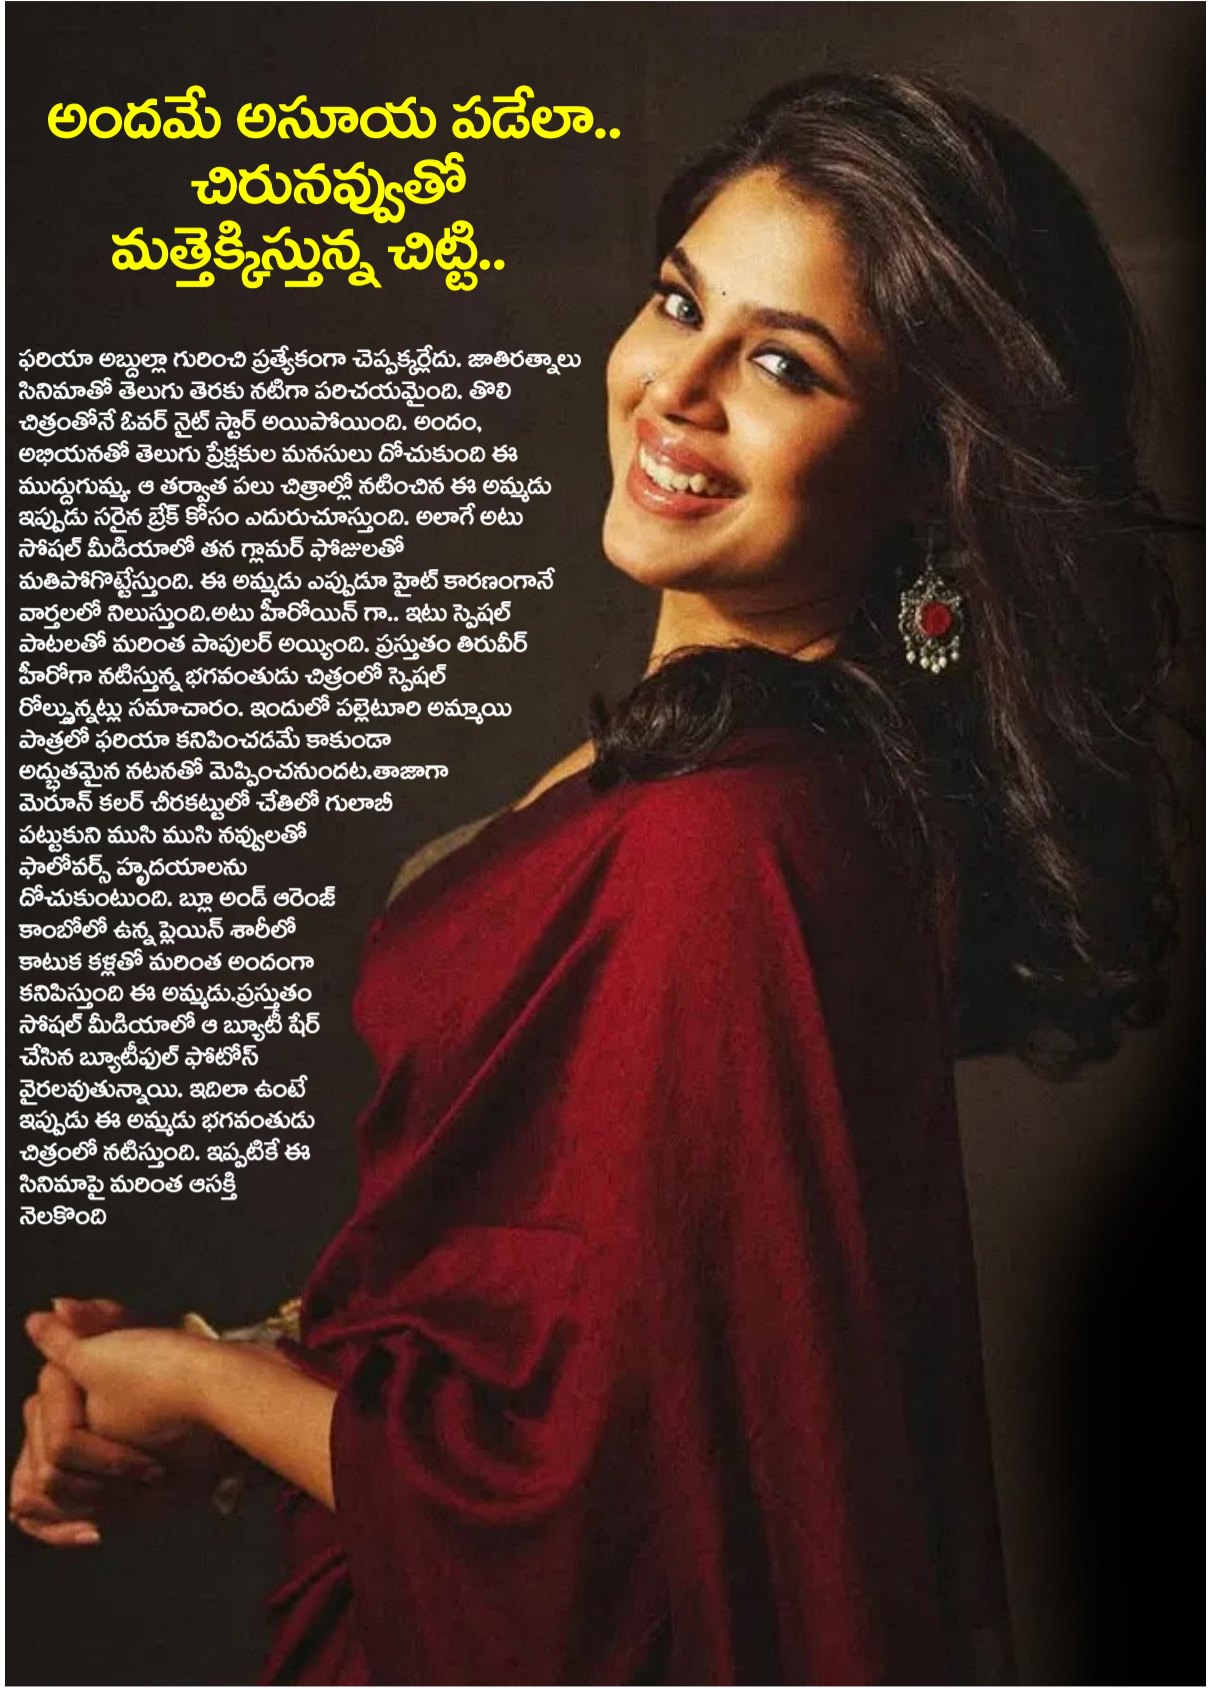 అందమే అసూయ పడేలా..
చిరునవ్వుతో
మత్తెక్కిస్తున్న చిట్టి..
ఫరియా అబ్దుల్లా గురించి ప్రత్యేకంగా చెప్పక్కర్లేదు. జాతిరత్నాలు
సినిమాతో తెలుగు తెరకు నటిగా పరిచయమైంది. తొలి
చిత్రంతోనే ఓవర్ నైట్ స్టార్ అయిపోయింది. అందం,
అభియనతో తెలుగు ప్రేక్షకుల మనసులు దోచుకుంది ఈ
ముద్దుగుమ్మ. ఆ తర్వాత పలు చిత్రాల్లో నటించిన ఈ అమ్మడు
ఇప్పుడు సరైన బ్రేక్ కోసం ఎదురుచూస్తుంది. అలాగే అటు
సోషల్ మీడియాలో తన గ్లామర్ ఫోజులతో
మతిపోగొట్టేస్తుంది. ఈ అమ్మడు ఎప్పుడూ హైట్ కారణంగానే
వార్తలలో నిలుస్తుంది.అటు హీరోయిన్ గా.. ఇటు స్పెషల్
పాటలతో మరింత పాపులర్ అయ్యింది. ప్రస్తుతం తిరువీర్
హీరోగా నటిస్తున్న భగవంతుడు చిత్రంలో స్పెషల్
రోల్చేస్తున్నట్లు సమాచారం. ఇందులో పల్లెటూరి అమ్మాయి
పాత్రలో ఫరియా కనిపించడమే కాకుండా
అద్భుతమైన నటనతో మెప్పించనుందట.తాజాగా
మెరూన్ కలర్ చీరకట్టులో చేతిలో గులాబీ
పట్టుకుని ముసి ముసి నవ్వులతో
ఫాలోవర్స్ హృదయాలను
దోచుకుంటుంది. బ్లూ అండ్ ఆరెంజ్
కాంబోలో ఉన్న ప్లెయిన్ శారీలో
కాటుక కళ్లతో మరింత అందంగా
కనిపిస్తుంది ఈ అమ్మడు.ప్రస్తుతం
సోషల్ మీడియాలో ఆ బ్యూటీ షేర్
చేసిన బ్యూటీఫుల్ ఫోటోస్
వైరలవుతున్నాయి. ఇదిలా ఉంటే
ఇప్పుడు ఈ అమ్మడు భగవంతుడు
చిత్రంలో నటిస్తుంది. ఇప్పటికే ఈ
సినిమాపై మరింత ఆసక్తి
నెలకొంది